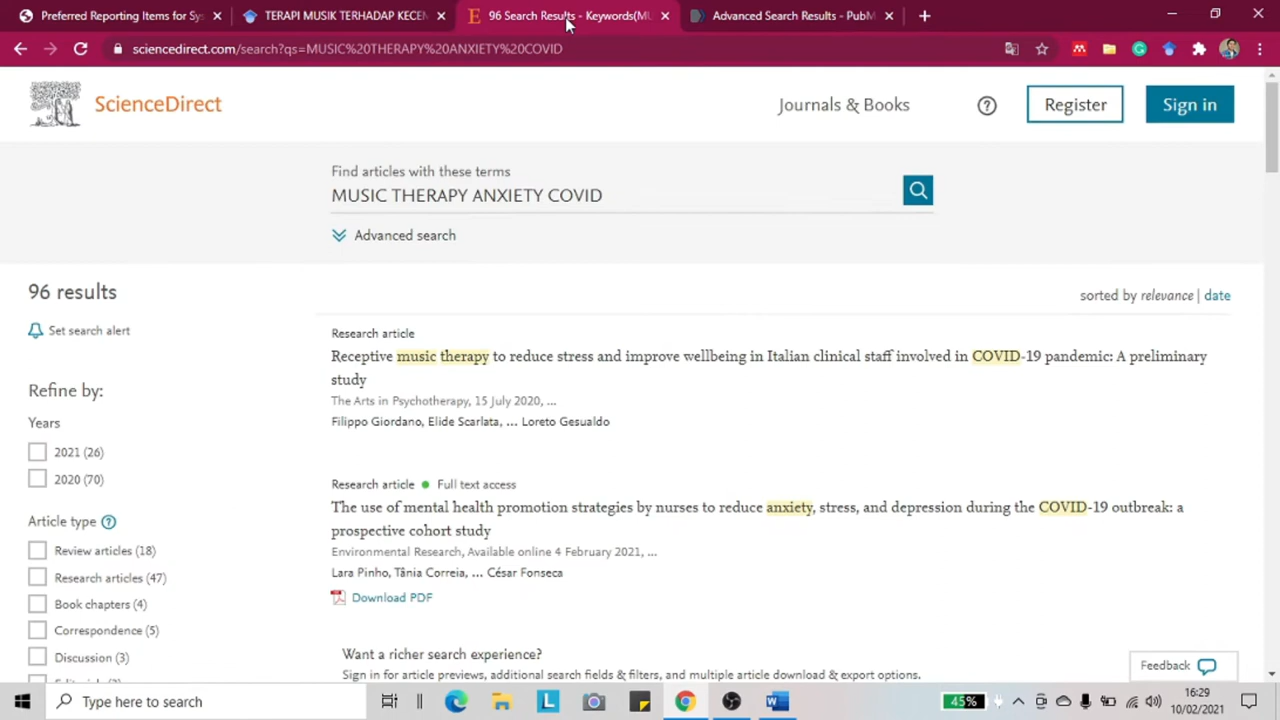 Preferred Reporting Items for Sy
TERAPI MUSIK TERHADAP KECEN
96 Search Results - Keywords(MU
Advanced Search Results - PubM
sciencedirect.com/search?qs=MUSIC%20THERAPY%20ANXIETY%20COVID
ScienceDirect
Journals & Books
?
Register
Sign in
Find articles with these terms
MUSIC THERAPY ANXIETY COVID
Advanced search
96 results
sorted by relevance | date
Set search alert
Refine by:
Years
2021 (26)
2020 (70)
Article type ?
Review articles (18)
Research articles (47)
Book chapters (4)
Correspondence (5)
Discussion (3)
Research article
Receptive music therapy to reduce stress and improve wellbeing in Italian clinical staff involved in COVID-19 pandemic: A preliminary
study
The Arts in Psychotherapy, 15 July 2020, ...
Filippo Giordano, Elide Scarlata, ... Loreto Gesualdo
Research article Full text access
The use of mental health promotion strategies by nurses to reduce anxiety, stress, and depression during the COVID-19 outbreak: a
prospective cohort study
Environmental Research, Available online 4 February 2021, ...
Lara Pinho, Tânia Correia, ... César Fonseca
Download PDF
Want a richer search experience?
Sign in for article previews, additional search fields & filters, and multiple article download & export options.
Feedback
Type here to search
45%
16:29
10/02/2021